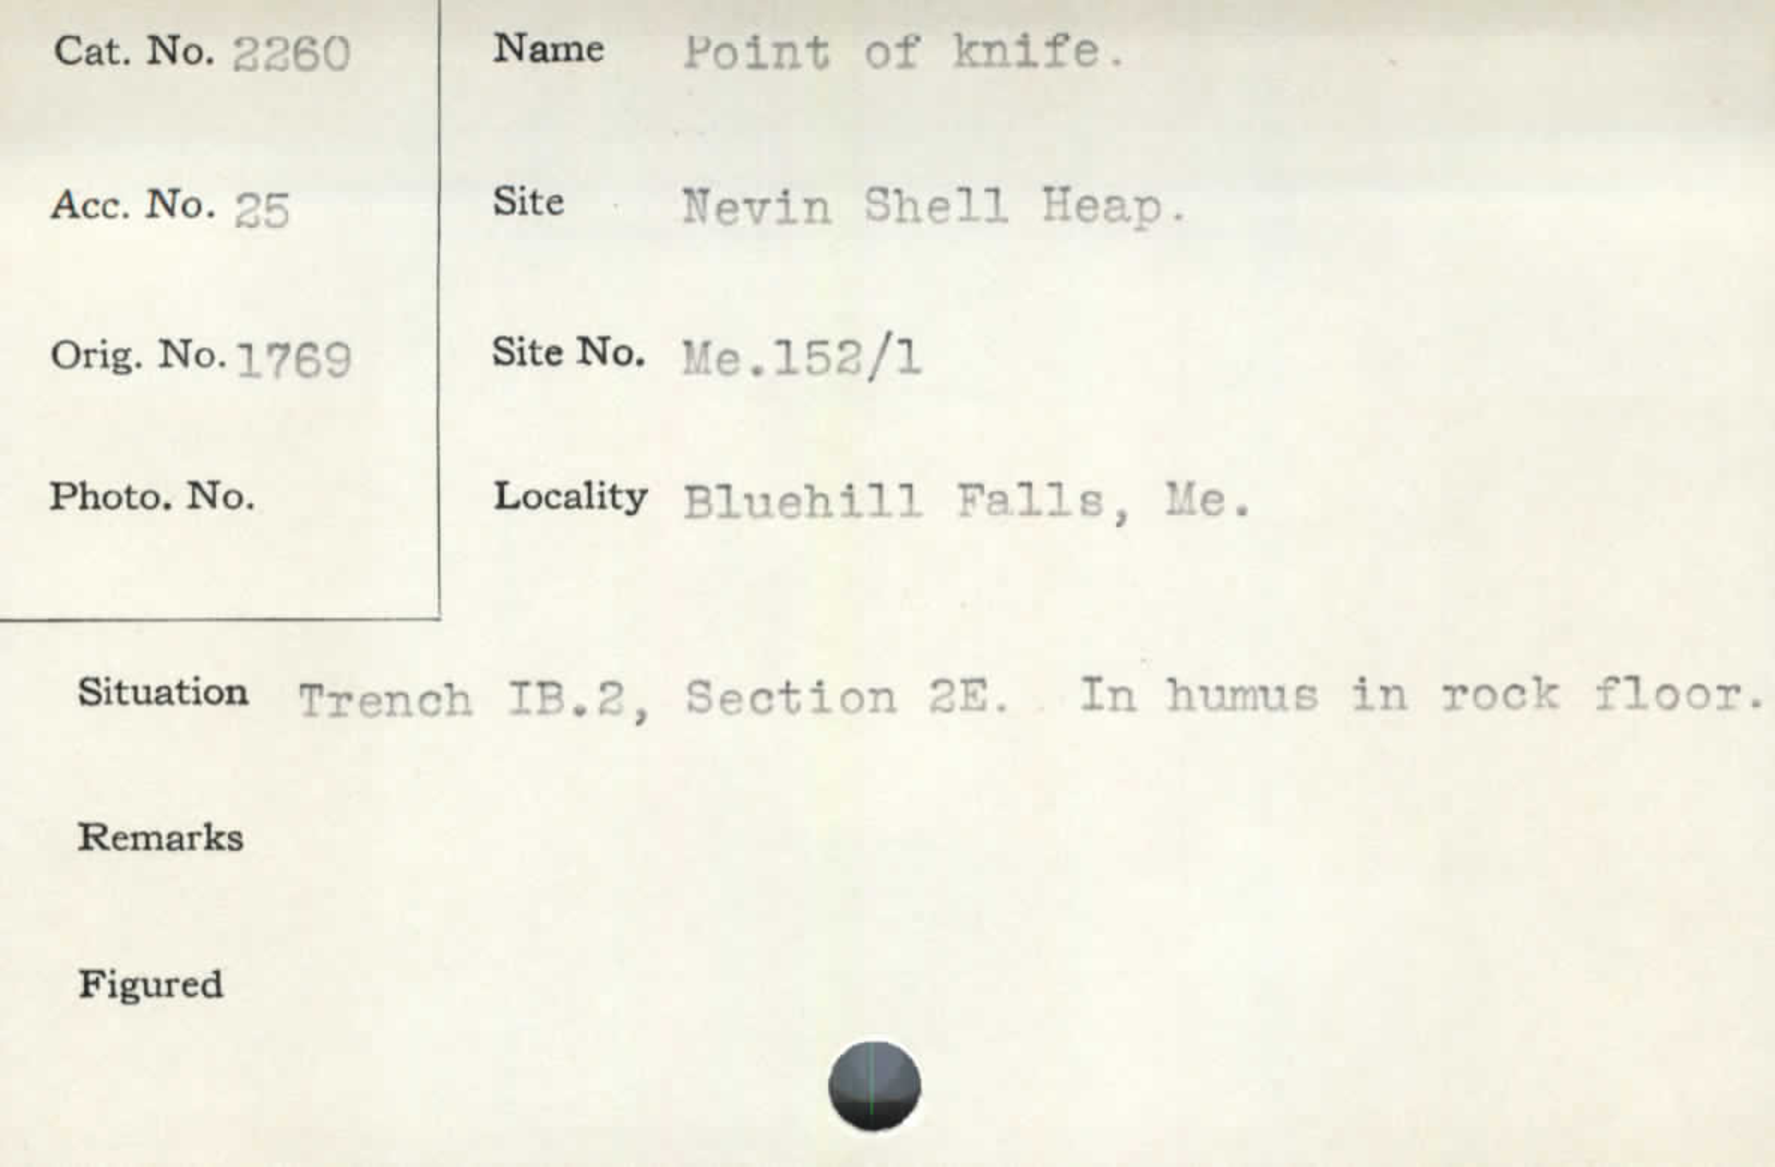 Cat. No. 2260
Name Point of knife.
Acc. No. 25
Site Nevin Shell Heap.
Orig. No. 1769
Site No. Me.152/1
Photo. No.
Locality Bluehill Falls, Me.
Situation Trench IB.2, Section 2E. In humus in rock floor.
Remarks
Figured